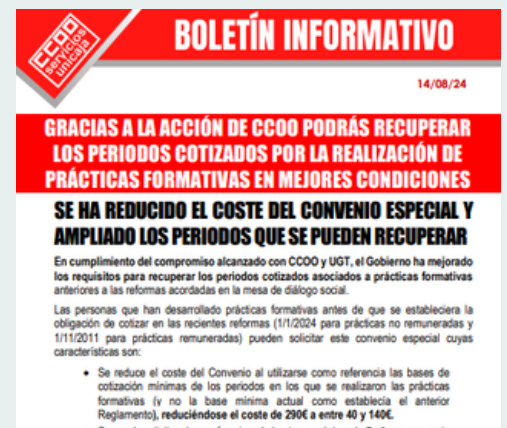 CCOO
servicios
unicaja
BOLETÍN INFORMATIVO
14/08/24
GRACIAS A LA ACCIÓN DE CCOO PODRÁS RECUPERAR
LOS PERIODOS COTIZADOS POR LA REALIZACIÓN DE
PRÁCTICAS FORMATIVAS EN MEJORES CONDICIONES
SE HA REDUCIDO EL COSTE DEL CONVENIO ESPECIAL Y
AMPLIADO LOS PERIODOS QUE SE PUEDEN RECUPERAR
En cumplimiento del compromiso alcanzado con CCOO y UGT, el Gobierno ha mejorado
los requisitos para recuperar los periodos cotizados asociados a prácticas formativas
anteriores a las reformas acordadas en la mesa de diálogo social.
Las personas que han desarrollado prácticas formativas antes de que se estableciera la
obligación de cotizar en las recientes reformas (1/1/2024 para prácticas no remuneradas y
1/11/2011 para prácticas remuneradas) pueden solicitar este convenio especial cuyas
características son:
• Se reduce el coste del Convenio al utilizarse como referencia las bases de
cotización mínimas de los periodos en los que se realizaron las prácticas
formativas (y no la base mínima actual como establecía el anterior
Reglamento), reduciéndose el coste de 290€ a entre 40 y 140€.